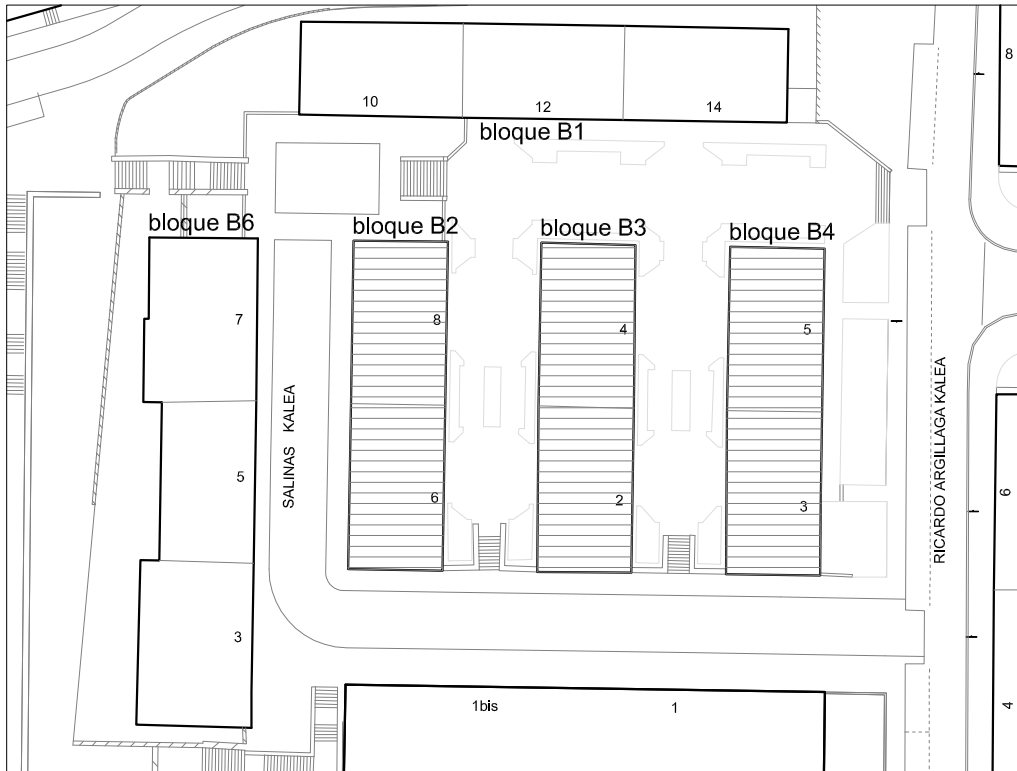 8
10
12
14
bloque B1
bloque B6
bloque B2
bloque B3
bloque B4
7
8
4
5
SALINAS KALEA
RICARDO ARGILLAGA KALEA
5
6
2
3
6
3
1bis
1
4